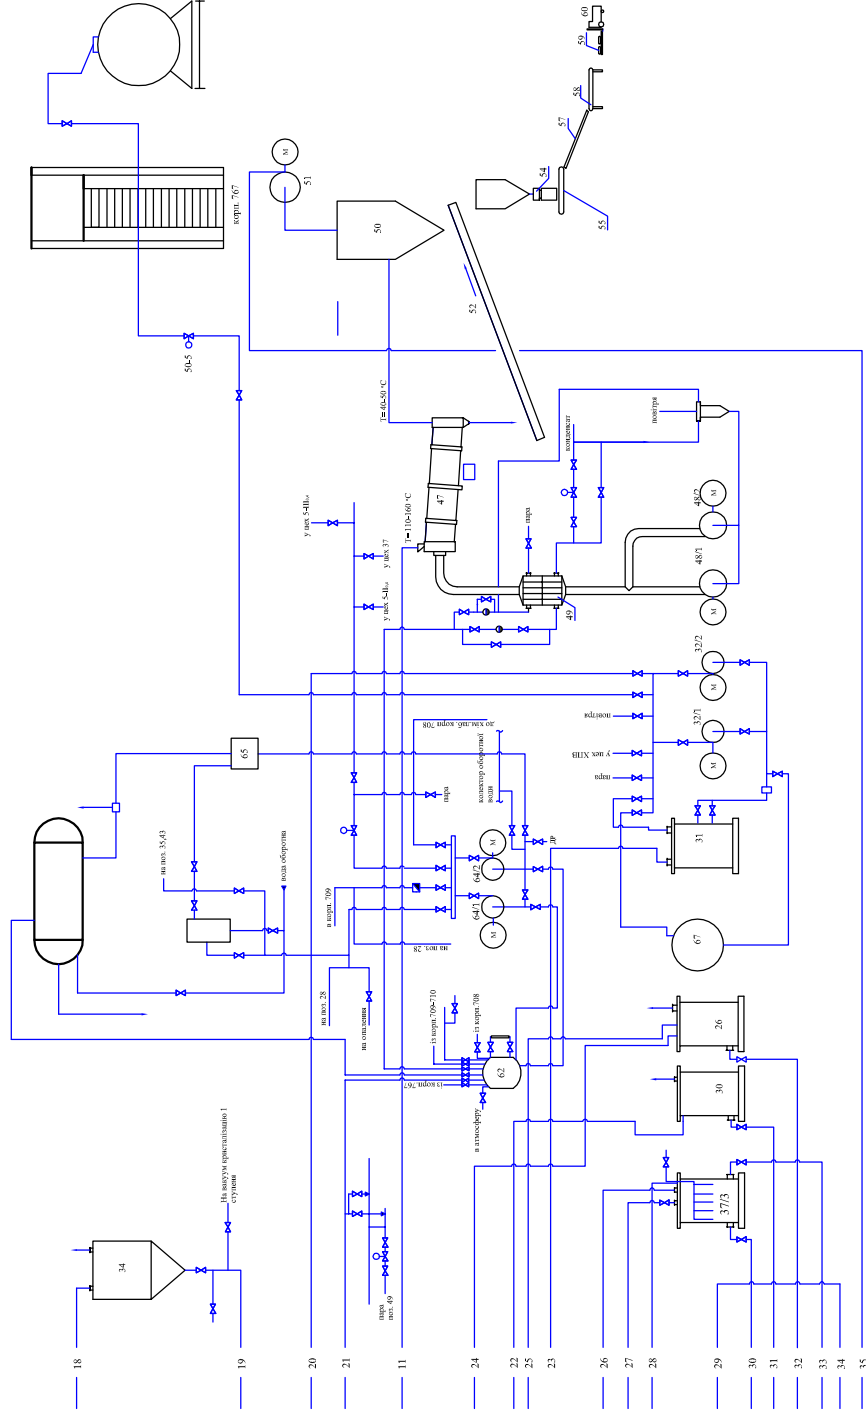 60
59
58
57
54
55
корп. 767
М
51
50
52
50-5
T= 40-50 °C
повітря
конденсат
47
T= 110-160 °C
у цех 37
пара
48/2
М
48/1
М
49
32/2
М
32/1
М
повітря
у цех ХПВ
пара
до хім.лаб. корп.708
колектор оборотної
води
65
пара
ДР
на поз. 35,43
вода оборотна
в корп. 709
64/2
М
64/1
М
на поз. 28
31
67
на поз. 28
на опалення
із корп.709-710
із корп.708
62
із корп.767
в атмосферу
26
30
37/3
На вакуум кристалізацію 1
ступеня
34
пара
поз. 49
18
19
20
21
11
24
22
25
23
26
27
28
29
30
31
32
33
34
35